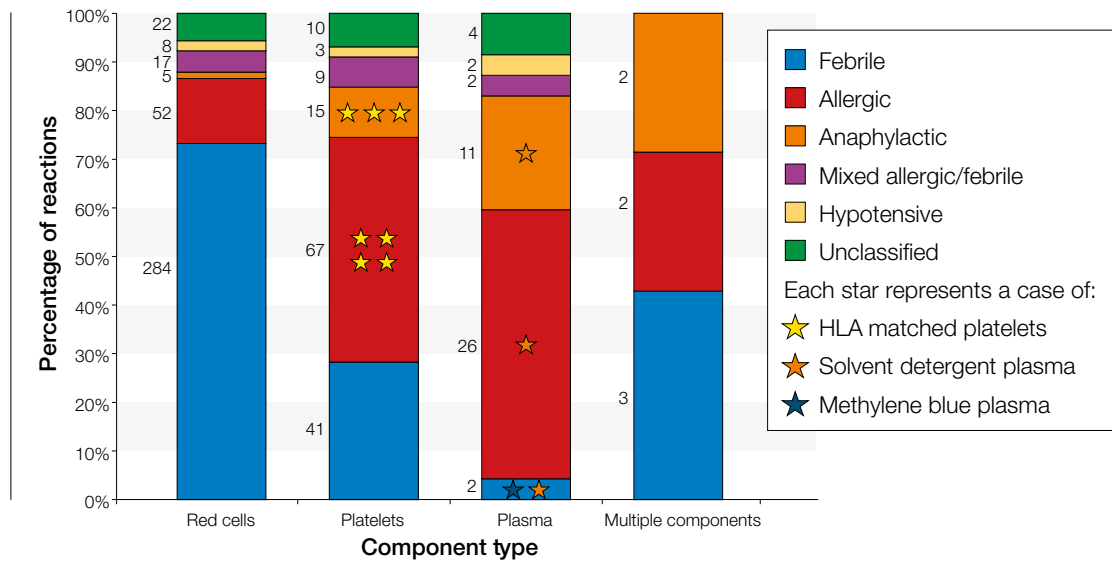 Percentage of reactions
100%
90%
80%
70%
60%
50%
40%
30%
20%
10%
0%
22
8
17
5
52
284
10
3
9
15
67
41
4
2
2
11
26
2
2
2
3
Red cells
Platelets
Plasma
Multiple components
Component type
Febrile
Allergic
Anaphylactic
Mixed allergic/febrile
Hypotensive
Unclassified
Each star represents a case of:
HLA matched platelets
Solvent detergent plasma
Methylene blue plasma